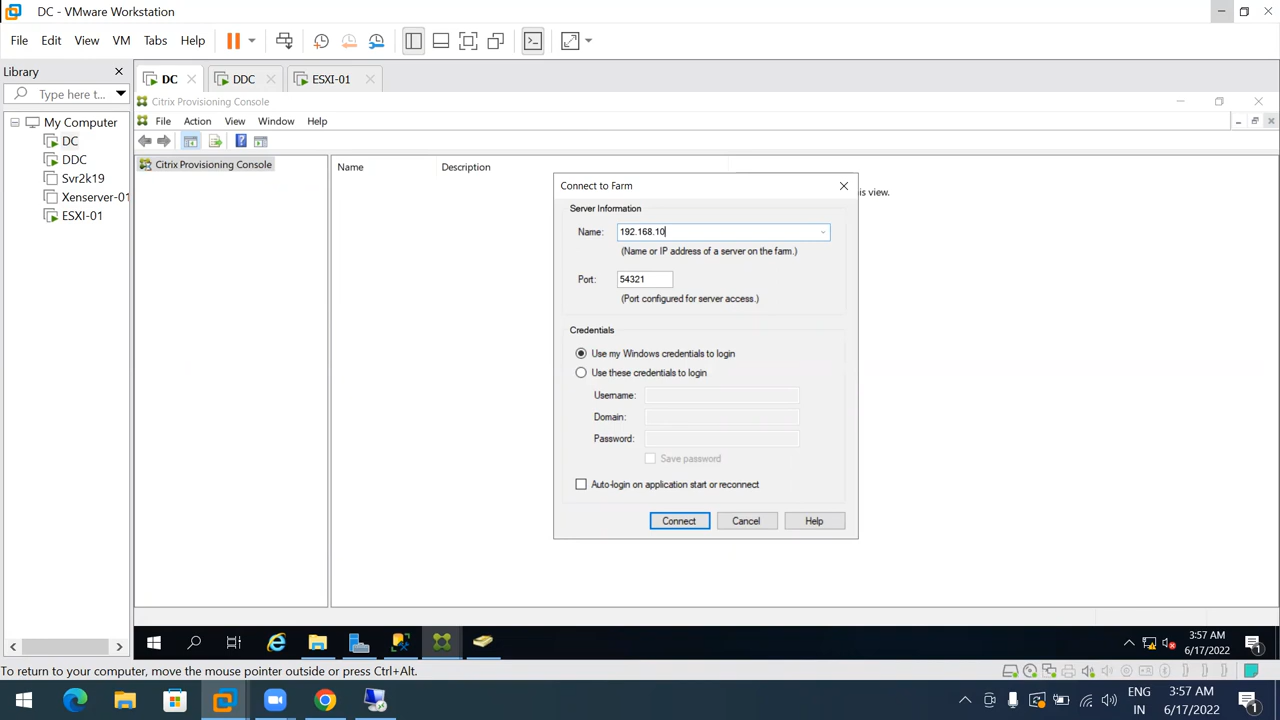 DC - VMware Workstation
File Edit View VM Tabs Help
Library
DC DDC ESXI-01
Type here t...
Citrix Provisioning Console
My Computer
File Action View Window Help
DC
DDC
Svr2k19
Xenserver-01
ESXI-01
Citrix Provisioning Console
Name Description
is view.
Connect to Farm
Server Information
Name: 192.168.10
(Name or IP address of a server on the farm.)
Port: 54321
(Port configured for server access.)
Credentials
Use my Windows credentials to login
Use these credentials to login
Username:
Domain:
Password:
Save password
Auto-login on application start or reconnect
Connect Cancel Help
3:57 AM
6/17/2022
1
To return to your computer, move the mouse pointer outside or press Ctrl+Alt.
ENG
IN
3:57 AM
6/17/2022
1